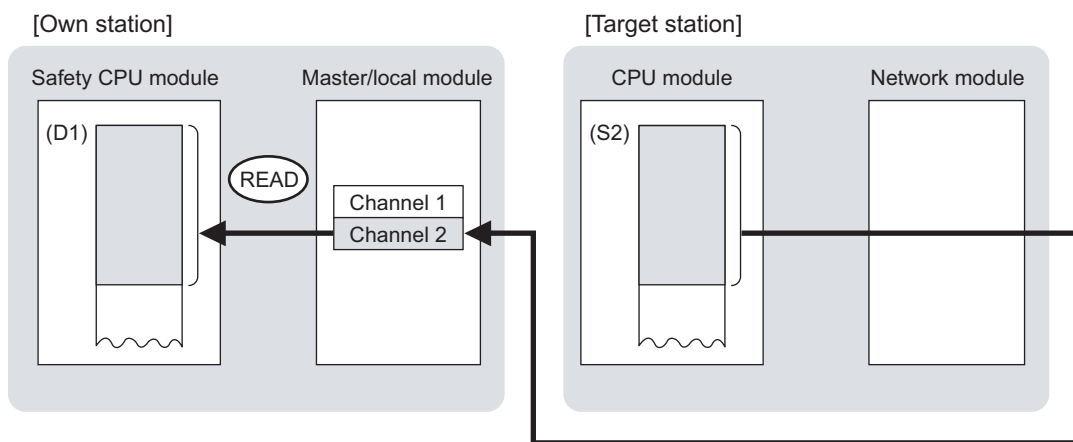 [Own station]
[Target station]
Safety CPU module
Master/local module
CPU module
Network module
(D1)
READ
Channel 1
Channel 2
(S2)